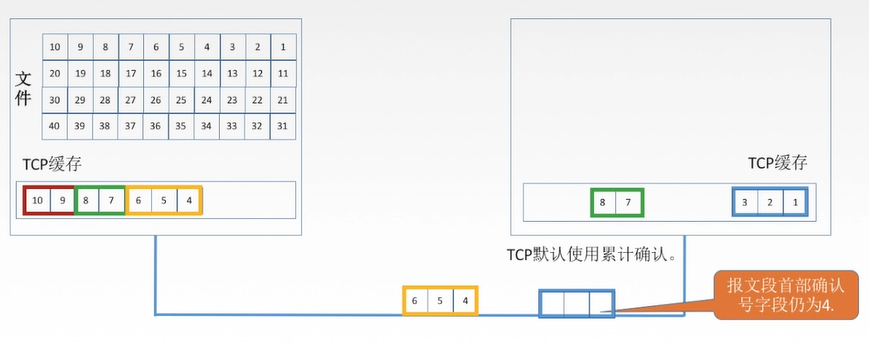 文件
10 9 8 7 6 5 4 3 2 1
20 19 18 17 16 15 14 13 12 11
30 29 28 27 26 25 24 23 22 21
40 39 38 37 36 35 34 33 32 31
TCP缓存
10 9 8 7 6 5 4
TCP缓存
8 7 3 2 1
TCP默认使用累计确认。
6 5 4
报文段首部确认
号字段仍为4.